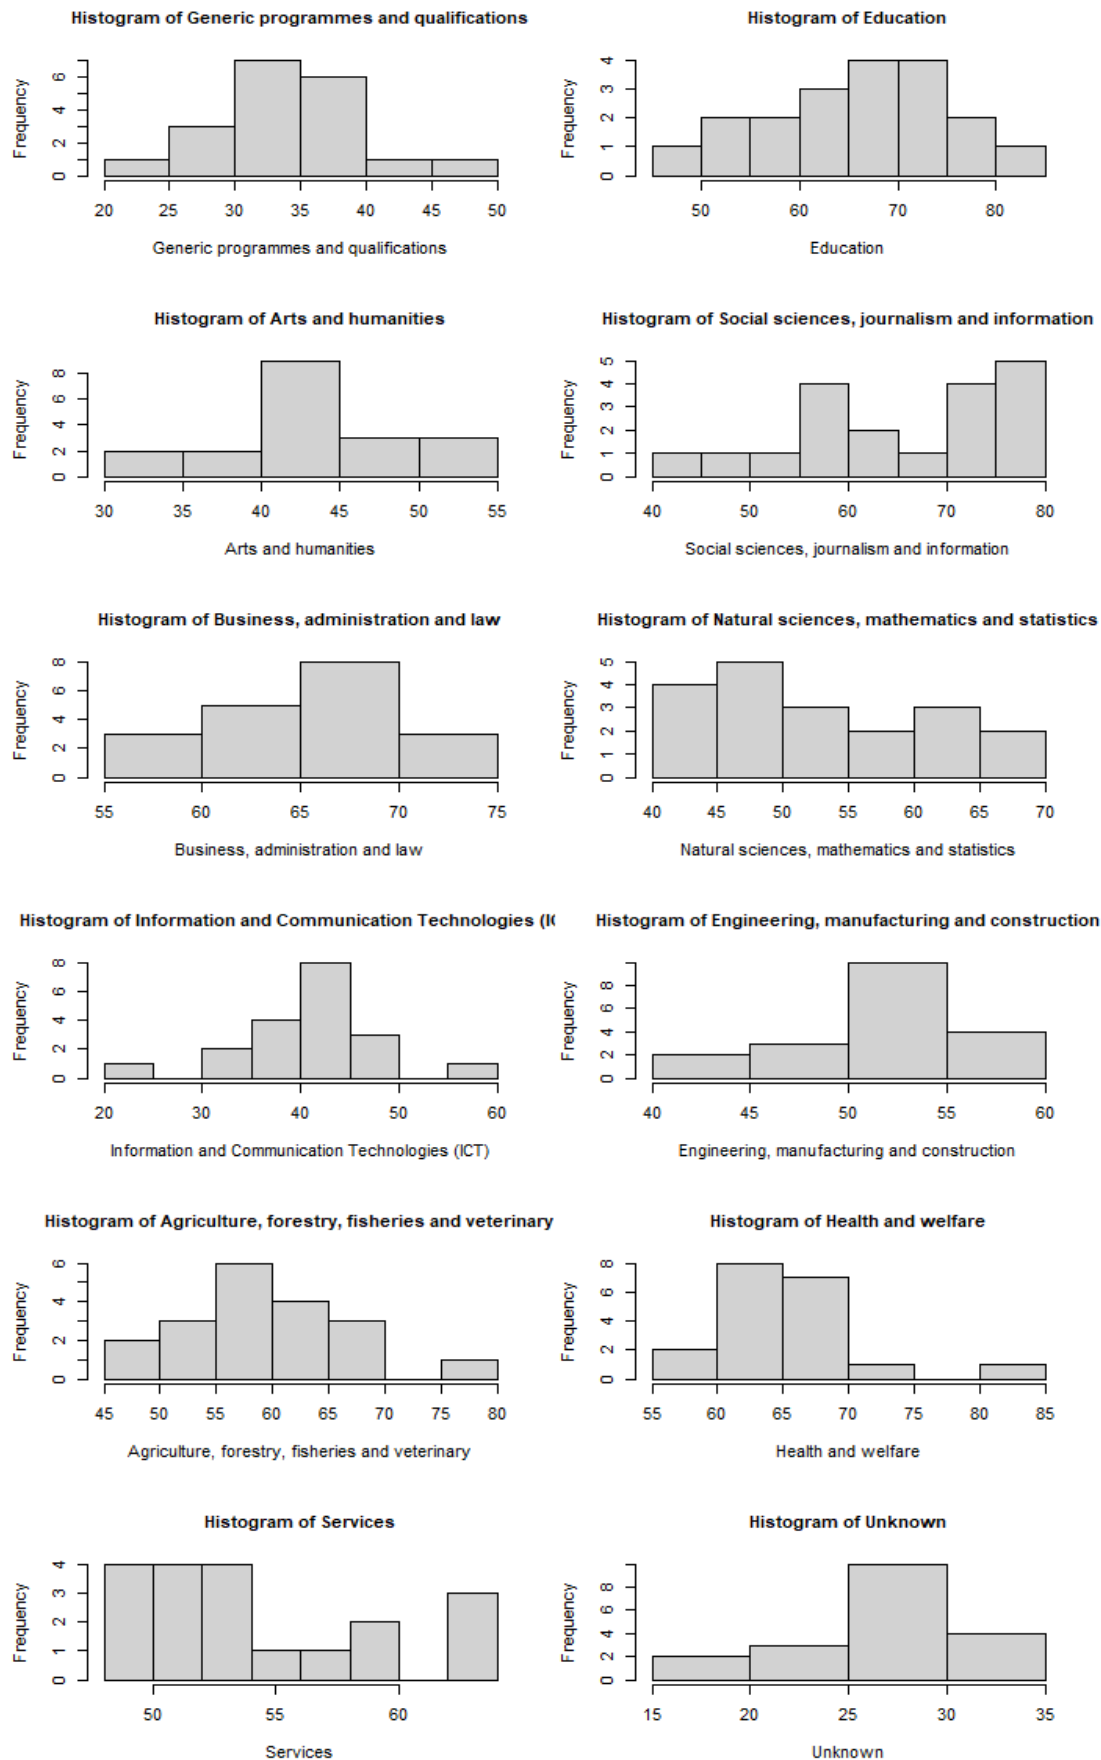 Histogram of Generic programmes and qualifications
Frequency
0 2 4 6
20 25 30 35 40 45 50
Generic programmes and qualifications
Histogram of Education
Frequency
0 1 2 3 4
50 60 70 80
Education
Histogram of Arts and humanities
Frequency
0 2 4 6 8
30 35 40 45 50 55
Arts and humanities
Histogram of Social sciences, journalism and information
Frequency
0 1 2 3 4 5
40 50 60 70 80
Social sciences, journalism and information
Histogram of Business, administration and law
Frequency
0 2 4 6 8
55 60 65 70 75
Business, administration and law
Histogram of Natural sciences, mathematics and statistics
Frequency
0 1 2 3 4 5
40 45 50 55 60 65 70
Natural sciences, mathematics and statistics
Histogram of Information and Communication Technologies (IC
Frequency
0 2 4 6 8
20 30 40 50 60
Information and Communication Technologies (ICT)
Histogram of Engineering, manufacturing and construction
Frequency
0 2 4 6 8
40 45 50 55 60
Engineering, manufacturing and construction
Histogram of Agriculture, forestry, fisheries and veterinary
Frequency
0 2 4 6
45 50 55 60 65 70 75 80
Agriculture, forestry, fisheries and veterinary
Histogram of Health and welfare
Frequency
0 2 4 6 8
55 60 65 70 75 80 85
Health and welfare
Histogram of Services
Frequency
0 1 2 3 4
50 55 60
Services
Histogram of Unknown
Frequency
0 2 4 6 8
15 20 25 30 35
Unknown